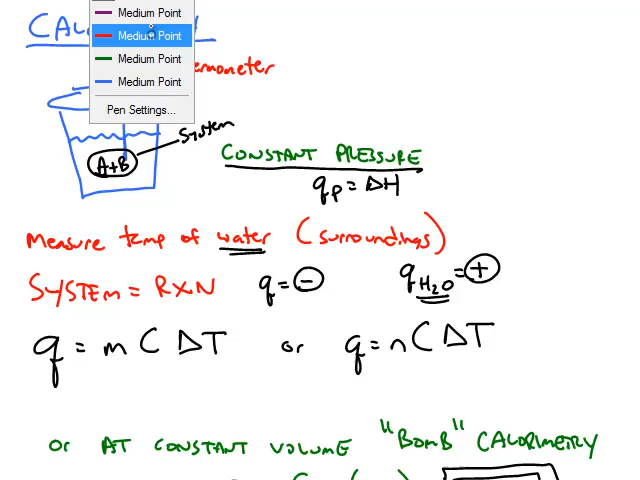 Medium Point
Medium Point
Medium Point
Medium Point
Pen Settings...
System
A+B
CONSTANT PRESSURE
qp = ΔH
Measure temp of water (surroundings)
SYSTEM = RXN q = - qH2O = +
q = m C ΔT or q = n C ΔT
OR AT CONSTANT VOLUME "BOMB" CALORIMETRY